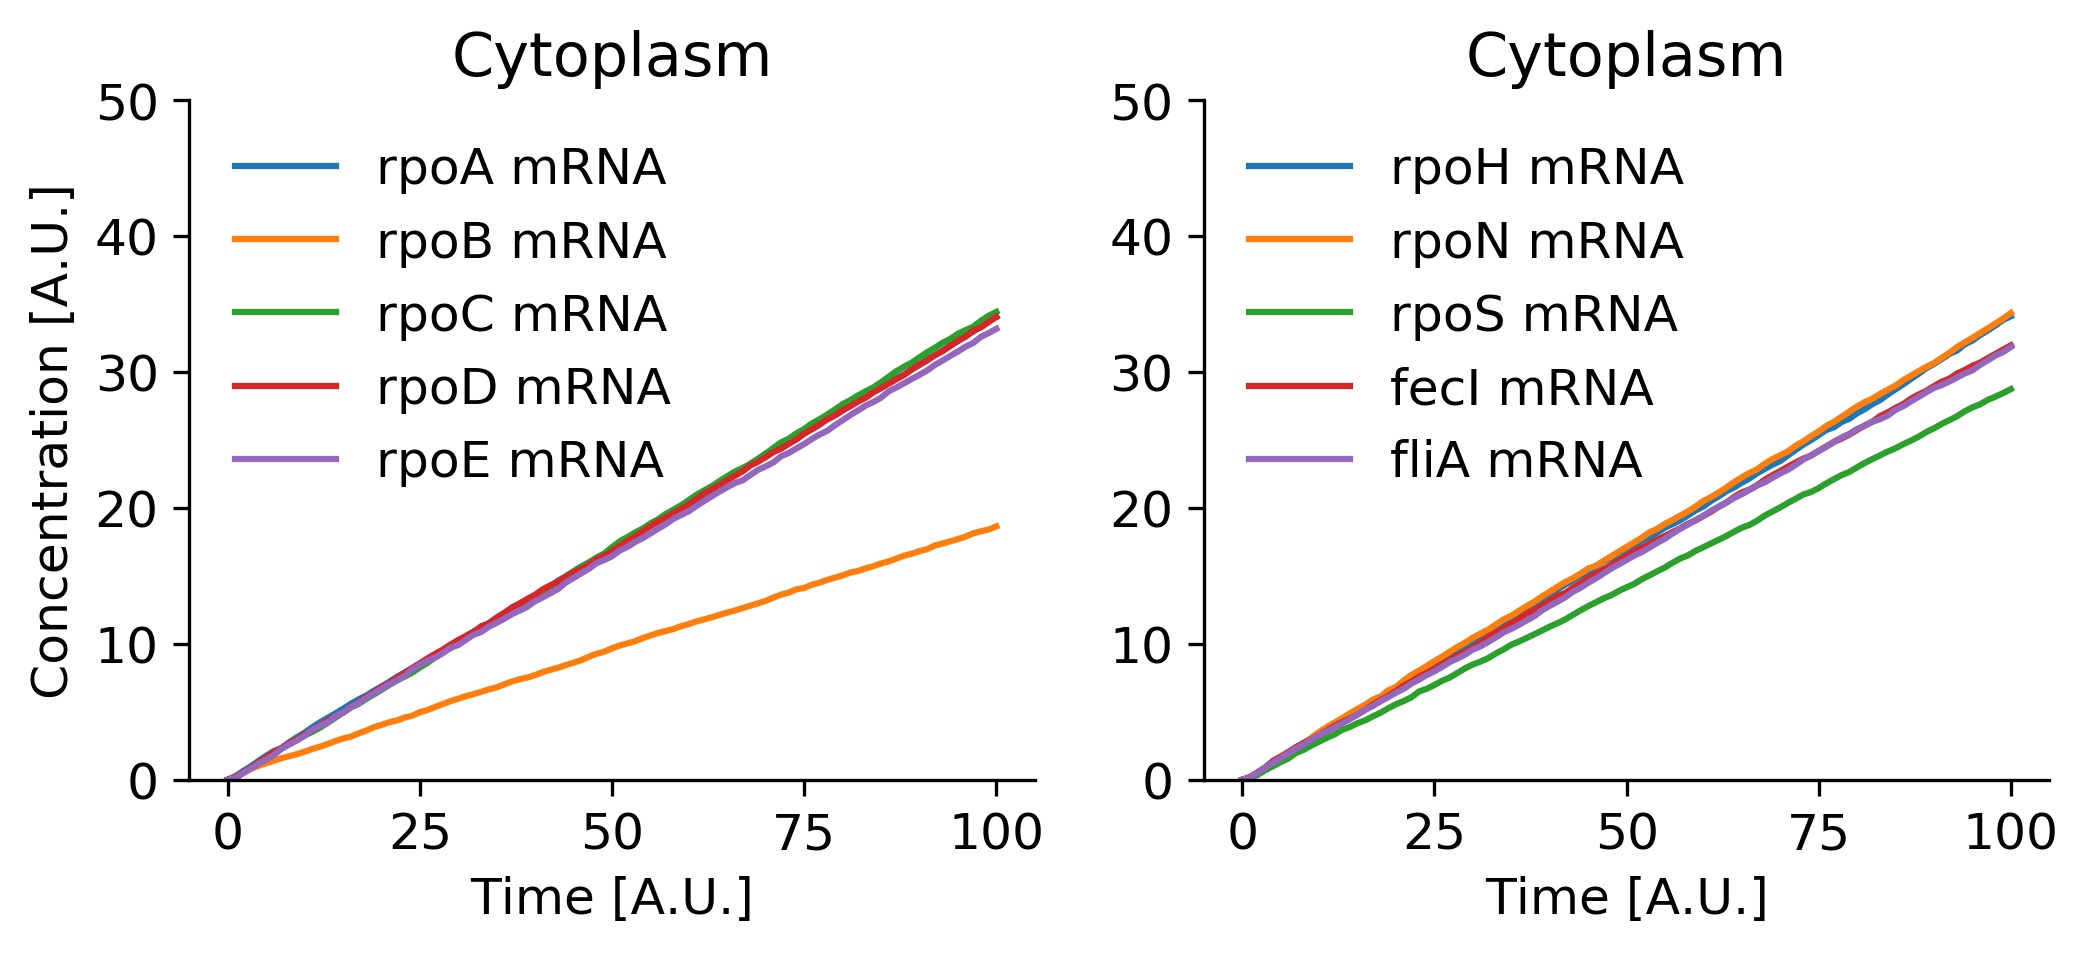 Cytoplasm
50
40
30
20
10
0
Concentration [A.U.]
rpoA mRNA
rpoB mRNA
rpoC mRNA
rpoD mRNA
rpoE mRNA
0 25 50 75 100
Time [A.U.]
Cytoplasm
50
40
30
20
10
0
rpoH mRNA
rpoN mRNA
rpoS mRNA
fecI mRNA
fliA mRNA
0 25 50 75 100
Time [A.U.]